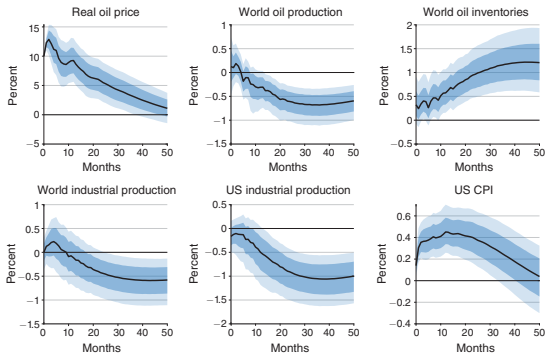 Real oil price
World oil production
World oil inventories
Percent
15
10
5
0
−5
0 10 20 30 40 50
Months
Percent
1
0.5
0
−0.5
−1
−1.5
0 10 20 30 40 50
Months
Percent
2
1.5
1
0.5
0
−0.5
0 10 20 30 40 50
Months
World industrial production
US industrial production
US CPI
Percent
1
0.5
0
−0.5
−1
−1.5
0 10 20 30 40 50
Months
Percent
0.5
0
−0.5
−1
−1.5
−2
0 10 20 30 40 50
Months
Percent
0.6
0.4
0.2
0
−0.2
−0.4
0 10 20 30 40 50
Months